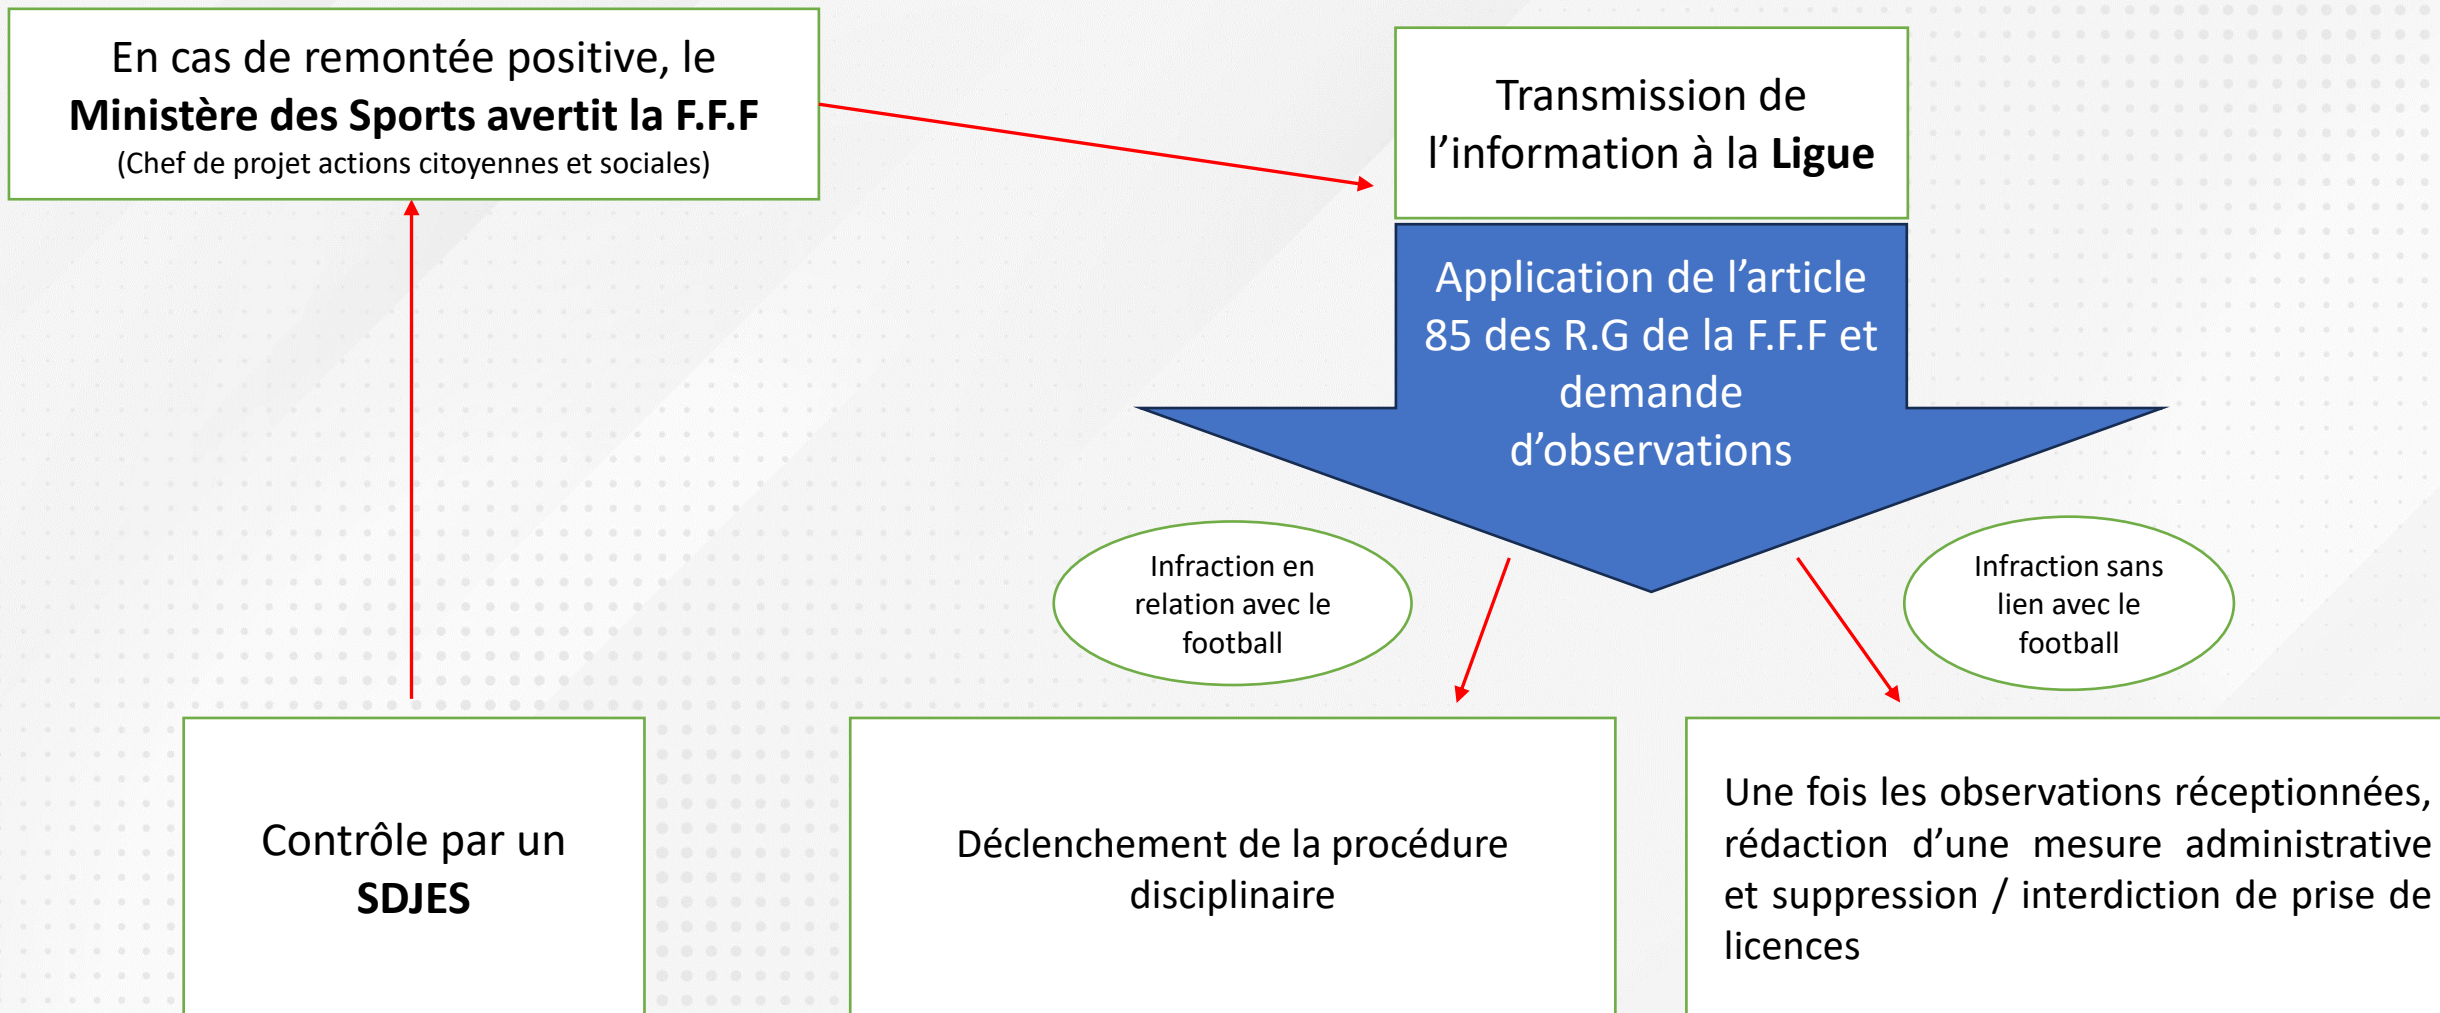 En cas de remontée positive, le
Ministère des Sports avertit la F.F.F
(Chef de projet actions citoyennes et sociales)
Transmission de
l’information à la Ligue
Application de l’article
85 des R.G de la F.F.F et
demande
d’observations
Infraction en
relation avec le
football
Infraction sans
lien avec le
football
Contrôle par un
SDJES
Déclenchement de la procédure
disciplinaire
Une fois les observations réceptionnées,
rédaction d’une mesure administrative
et suppression / interdiction de prise de
licences